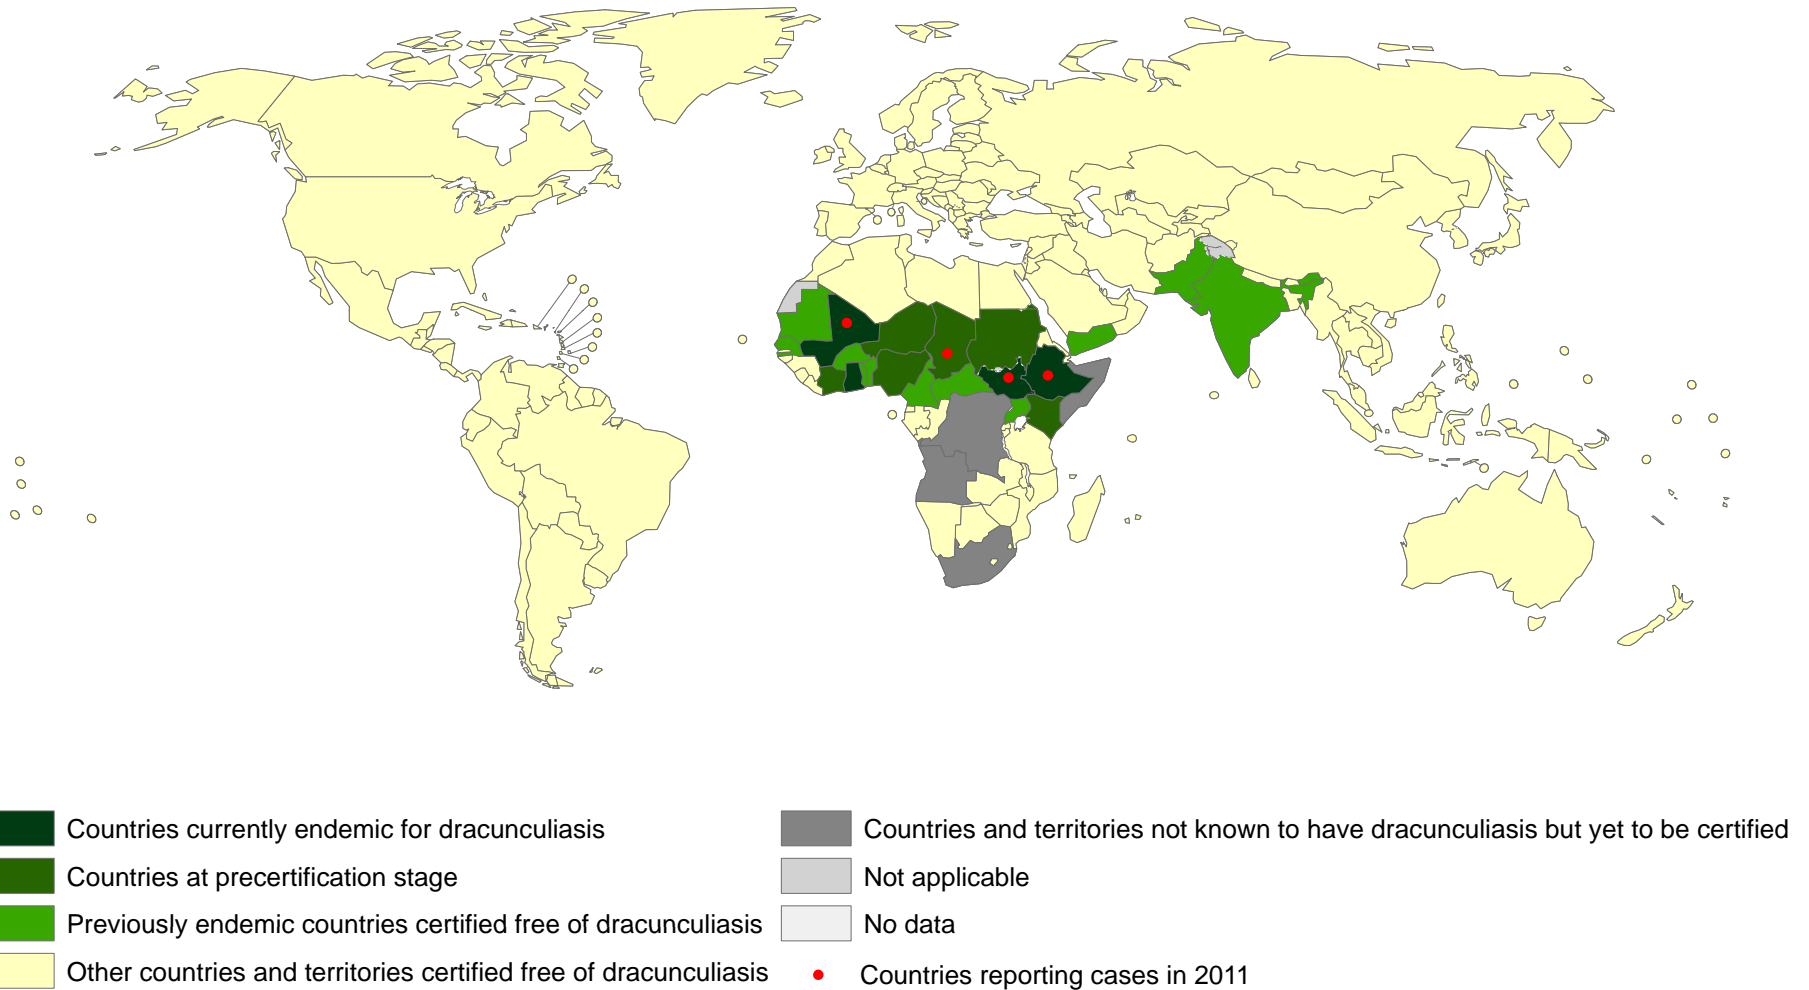 Countries currently endemic for dracunculiasis
Countries at precertification stage
Previously endemic countries certified free of dracunculiasis
Other countries and territories certified free of dracunculiasis
Countries and territories not known to have dracunculiasis but yet to be certified
Not applicable
No data
Countries reporting cases in 2011